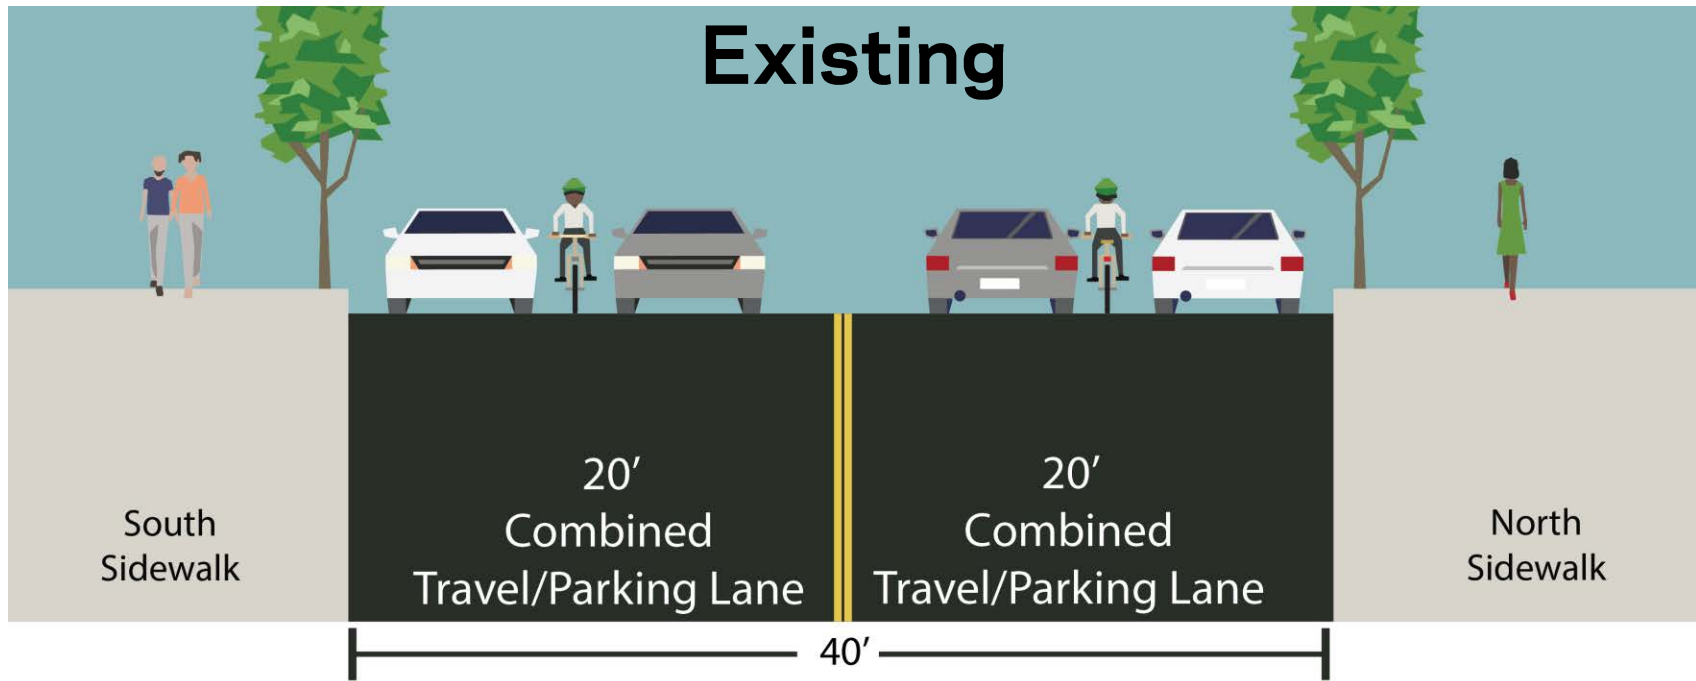 Existing
South
Sidewalk
20’
Combined
Travel/Parking Lane
20’
Combined
Travel/Parking Lane
North
Sidewalk
40’